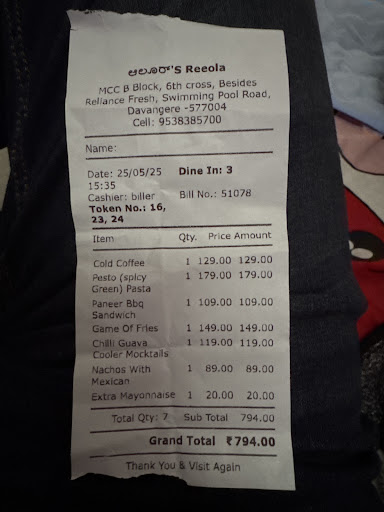 ಆಲೂರ್'S Reeola
MCC B Block, 6th cross, Besides
Reliance Fresh, Swimming Pool Road,
Davangere -577004
Cell: 9538385700
Name:
Date: 25/05/25 Dine In: 3
15:35
Cashier: biller Bill No.: 51078
Token No.: 16,
23, 24
Item Qty. Price Amount
Cold Coffee 1 129.00 129.00
Pesto (spicy 1 179.00 179.00
Green) Pasta
Paneer Bbq 1 109.00 109.00
Sandwich
Game Of Fries 1 149.00 149.00
Chilli Guava 1 119.00 119.00
Cooler Mocktails
Nachos With 1 89.00 89.00
Mexican
Extra Mayonnaise 1 20.00 20.00
Total Qty: 7 Sub Total 794.00
Grand Total ₹794.00
Thank You & Visit Again